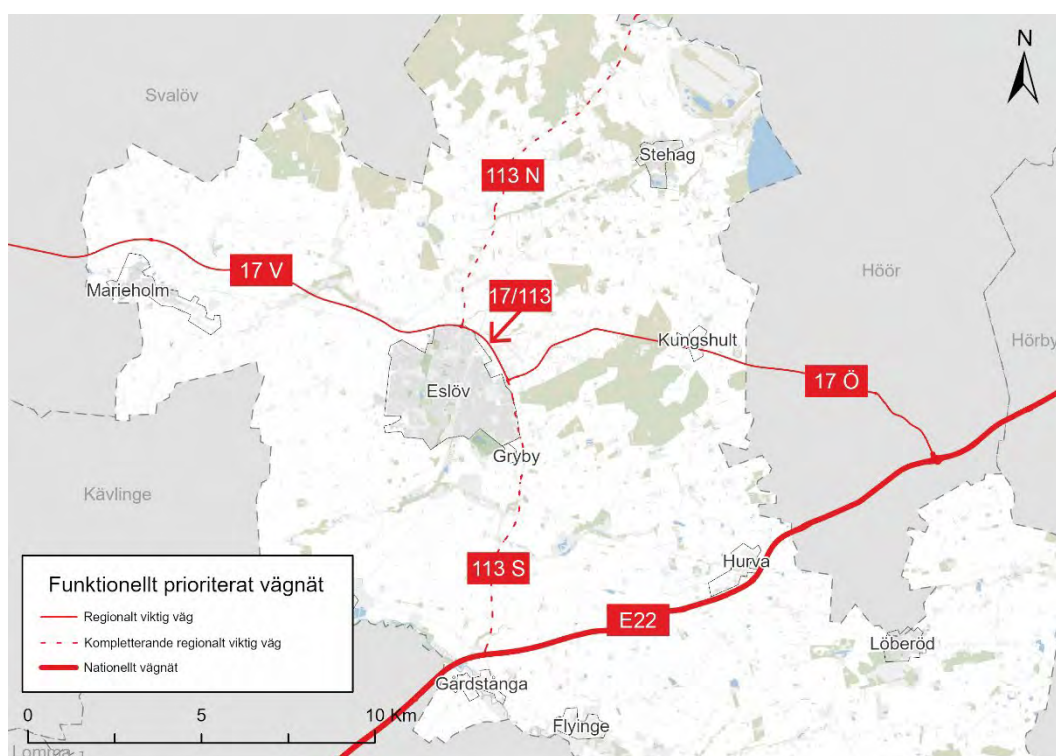 N
Svalöv
Stehag
113 N
Höör
17 V
Marieholm
17/113
Kungshult
Hörby
17 Ö
Eslöv
Gryby
Kävlinge
113 S
Hurva
Funktionellt prioriterat vägnät
Regionalt viktig väg
Kompletterande regionalt viktig väg
Nationellt vägnät
E22
Löberöd
Gårdstånga
0 5 10 Km
Flyinge
Lomma